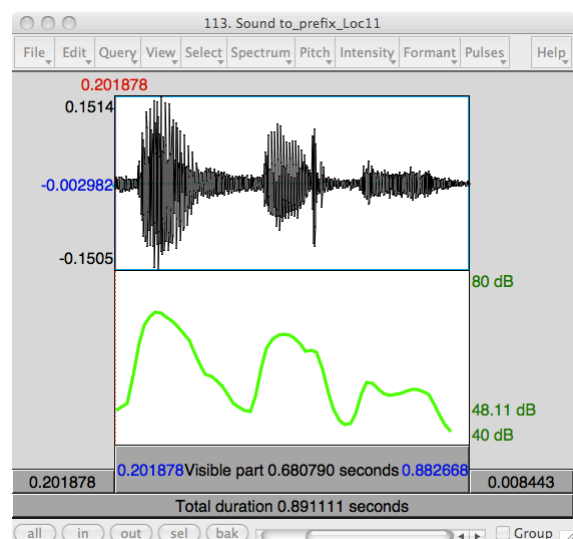 113. Sound to_prefix_Loc11
File Edit Query View Select Spectrum Pitch Intensity Formant Pulses Help
0.201878
0.1514
-0.002982
-0.1505
80 dB
48.11 dB
40 dB
0.201878 0.201878Visible part 0.680790 seconds 0.882668 0.008443
Total duration 0.891111 seconds
all in out sel bak Group